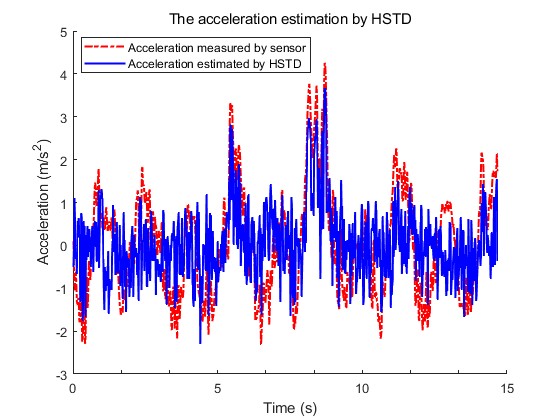 The acceleration estimation by HSTD
Acceleration measured by sensor
Acceleration estimated by HSTD
Acceleration (m/s²)
5
4
3
2
1
0
-1
-2
-3
0 5 10 15
Time (s)